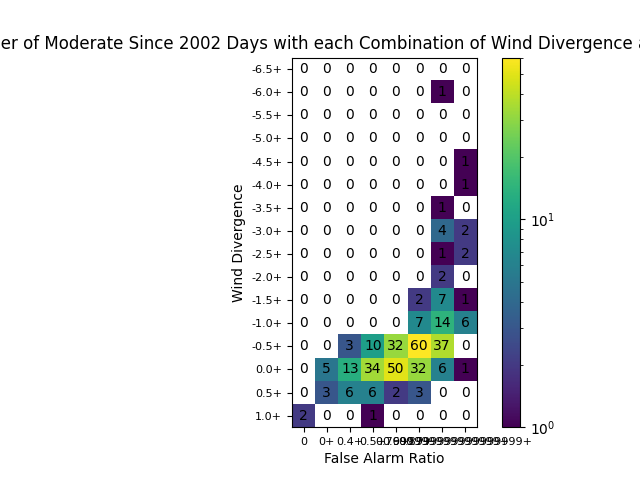 er of Moderate Since 2002 Days with each Combination of Wind Divergence
-6.5+ 0 0 0 0 0 0 0 0
-6.0+ 0 0 0 0 0 0 1 0
-5.5+ 0 0 0 0 0 0 0 0
-5.0+ 0 0 0 0 0 0 0 0
-4.5+ 0 0 0 0 0 0 0 1
-4.0+ 0 0 0 0 0 0 0 1
-3.5+ 0 0 0 0 0 0 1 0
-3.0+ 0 0 0 0 0 0 4 2
-2.5+ 0 0 0 0 0 0 1 2
-2.0+ 0 0 0 0 0 0 2 0
-1.5+ 0 0 0 0 0 2 7 1
-1.0+ 0 0 0 0 0 7 14 6
-0.5+ 0 0 3 10 32 60 37 0
0.0+ 0 5 13 34 50 32 6 1
0.5+ 0 3 6 6 2 3 0 0
1.0+ 2 0 0 1 0 0 0 0
0 0+ 0.4+
False Alarm Ratio
Wind Divergence
10¹
10⁰